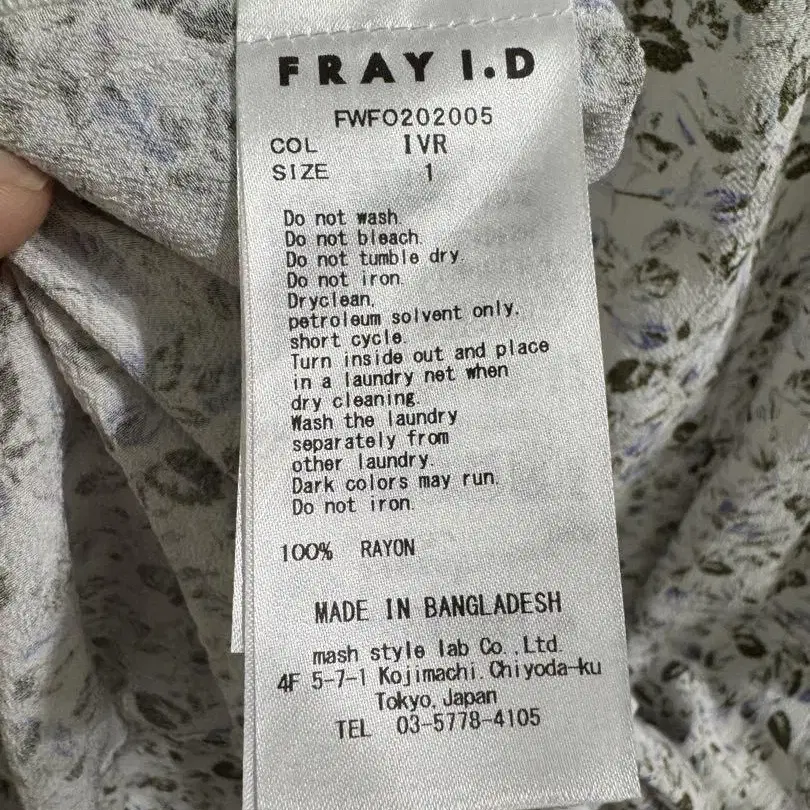 FRAY I.D
FWFO202005
COL IVR
SIZE 1
Do not wash.
Do not bleach.
Do not tumble dry.
Do not iron.
Dryclean,
petroleum solvent only,
short cycle.
Turn inside out and place
in a laundry net when
dry cleaning.
Wash the laundry
separately from
other laundry.
Dark colors may run.
Do not iron.
100% RAYON
MADE IN BANGLADESH
mash style lab Co.,Ltd.
4F 5-7-1 Kojimachi,Chiyoda-ku
Tokyo,Japan
TEL 03-5778-4105